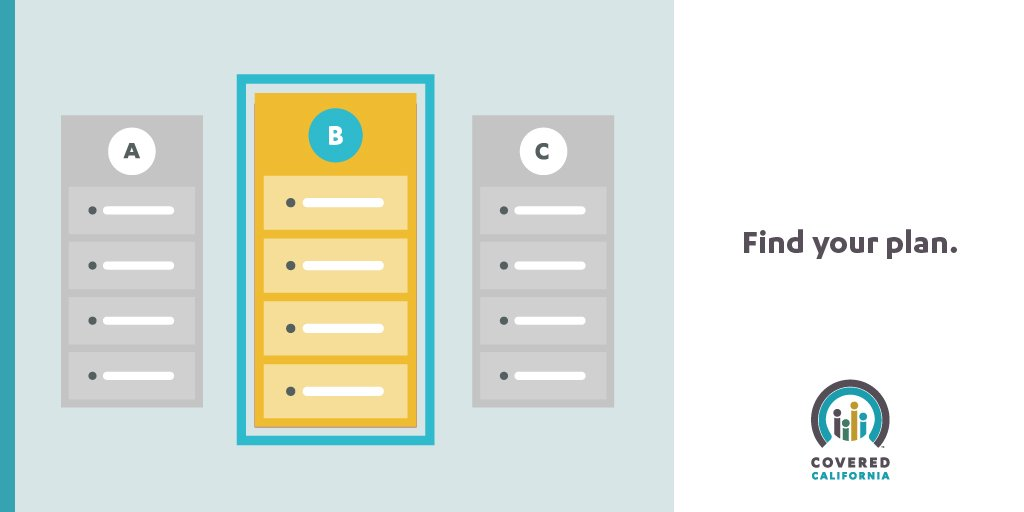 A
B
C
Find your plan.
COVERED
CALIFORNIA